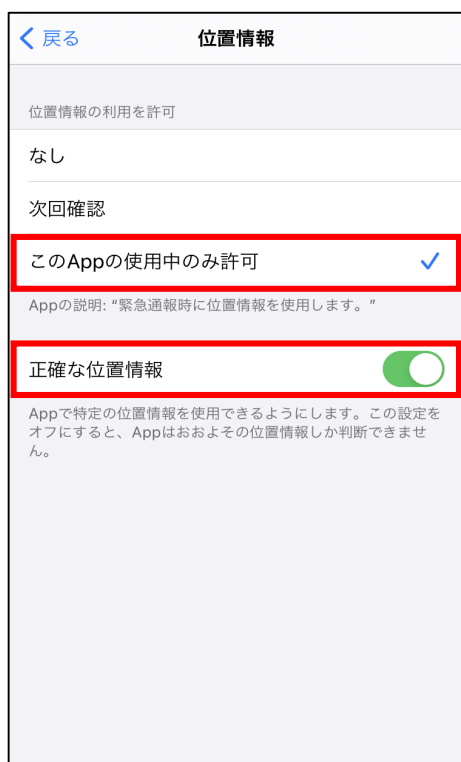 戻る 位置情報
位置情報の利用を許可
なし
次回確認
このAppの使用中のみ許可
Appの説明: “緊急通報時に位置情報を使用します。”
正確な位置情報
Appで特定の位置情報を使用できるようにします。この設定を
オフにすると、Appはおおよその位置情報しか判断できませ
ん。